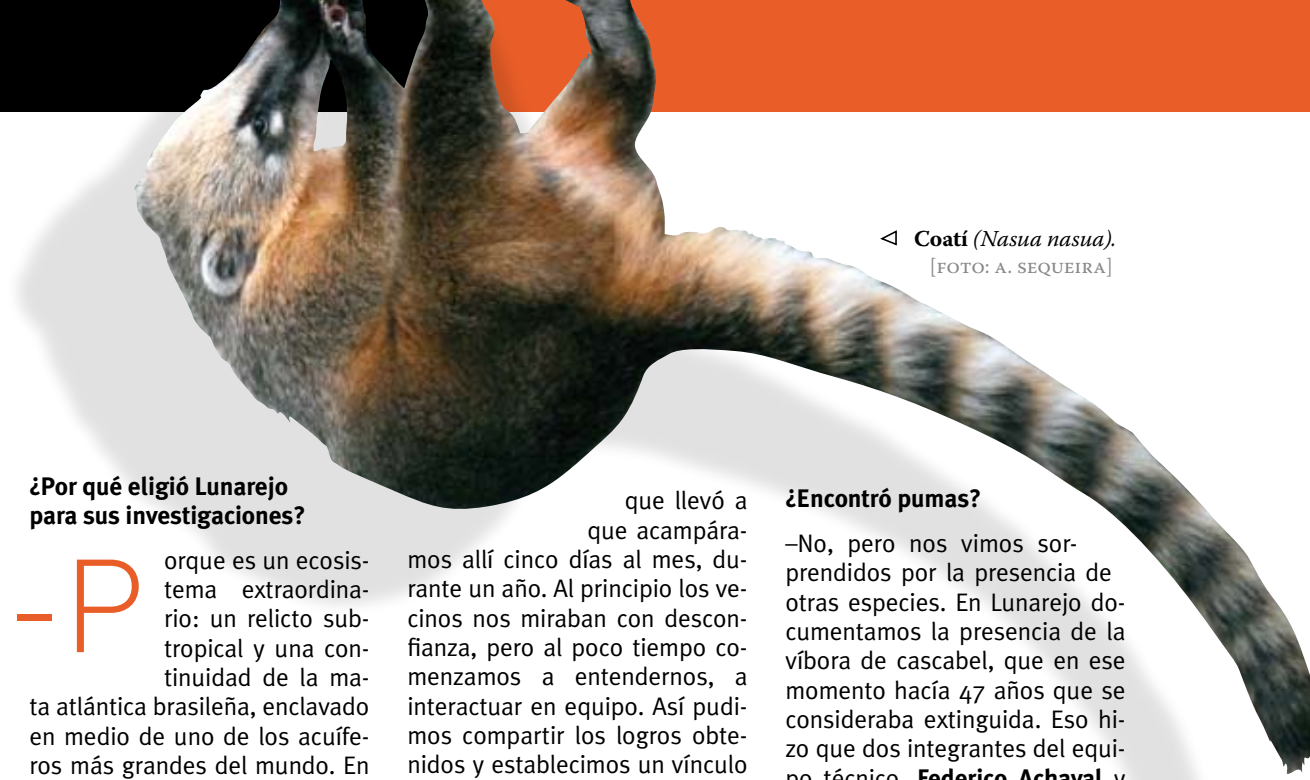 ◁ Coatí (Nasua nasua).
[FOTO: A. SEQUEIRA]
¿Por qué eligió Lunarejo
para sus investigaciones?
–Porque es un ecosis-
tema extraordina-
rio: un relicto sub-
tropical y una con-
tinuidad de la ma-
ta atlántica brasileña, enclavado
en medio de uno de los acuífe-
ros más grandes del mundo. En
que llevó a
que acampára-
mos allí cinco días al mes, du-
rante un año. Al principio los ve-
cinos nos miraban con descon-
fianza, pero al poco tiempo co-
menzamos a entendernos, a
interactuar en equipo. Así pudi-
mos compartir los logros obte-
nidos y establecimos un vínculo
¿Encontró pumas?
–No, pero nos vimos sor-
prendidos por la presencia de
otras especies. En Lunarejo do-
cumentamos la presencia de la
víbora de cascabel, que en ese
momento hacía 47 años que se
consideraba extinguida. Eso hi-
zo que dos integrantes del equi-
po técnico, Federico Achaval y